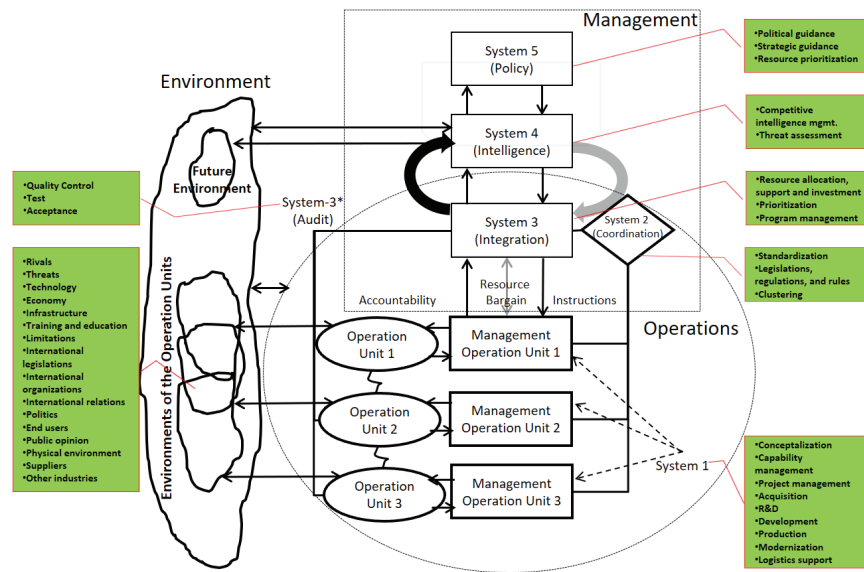 Management
System 5
(Policy)
•Political guidance
•Strategic guidance
•Resource prioritization
Environment
System 4
(Intelligence)
•Competitive
intelligence mgmt.
•Threat assessment
Future
Environment
•Quality Control
•Test
•Acceptance
System-3*
(Audit)
System 3
(Integration)
System 2
(Coordination)
•Resource allocation,
support and investment
•Prioritization
•Program management
•Standardization
•Legislations,
regulations, and rules
•Clustering
Accountability
Resource
Bargain
Instructions
Operations
•Rivals
•Threats
•Technology
•Economy
•Infrastructure
•Training and education
•Limitations
•International
legislations
•International
organizations
•International relations
•Politics
•End users
•Public opinion
•Physical environment
•Suppliers
•Other industries
Environments of the Operation Units
Operation
Unit 1
Management
Operation Unit 1
Operation
Unit 2
Management
Operation Unit 2
Operation
Unit 3
Management
Operation Unit 3
System 1
•Conceptalization
•Capability
management
•Project management
•Acquisition
•R&D
•Development
•Production
•Modernization
•Logistics support